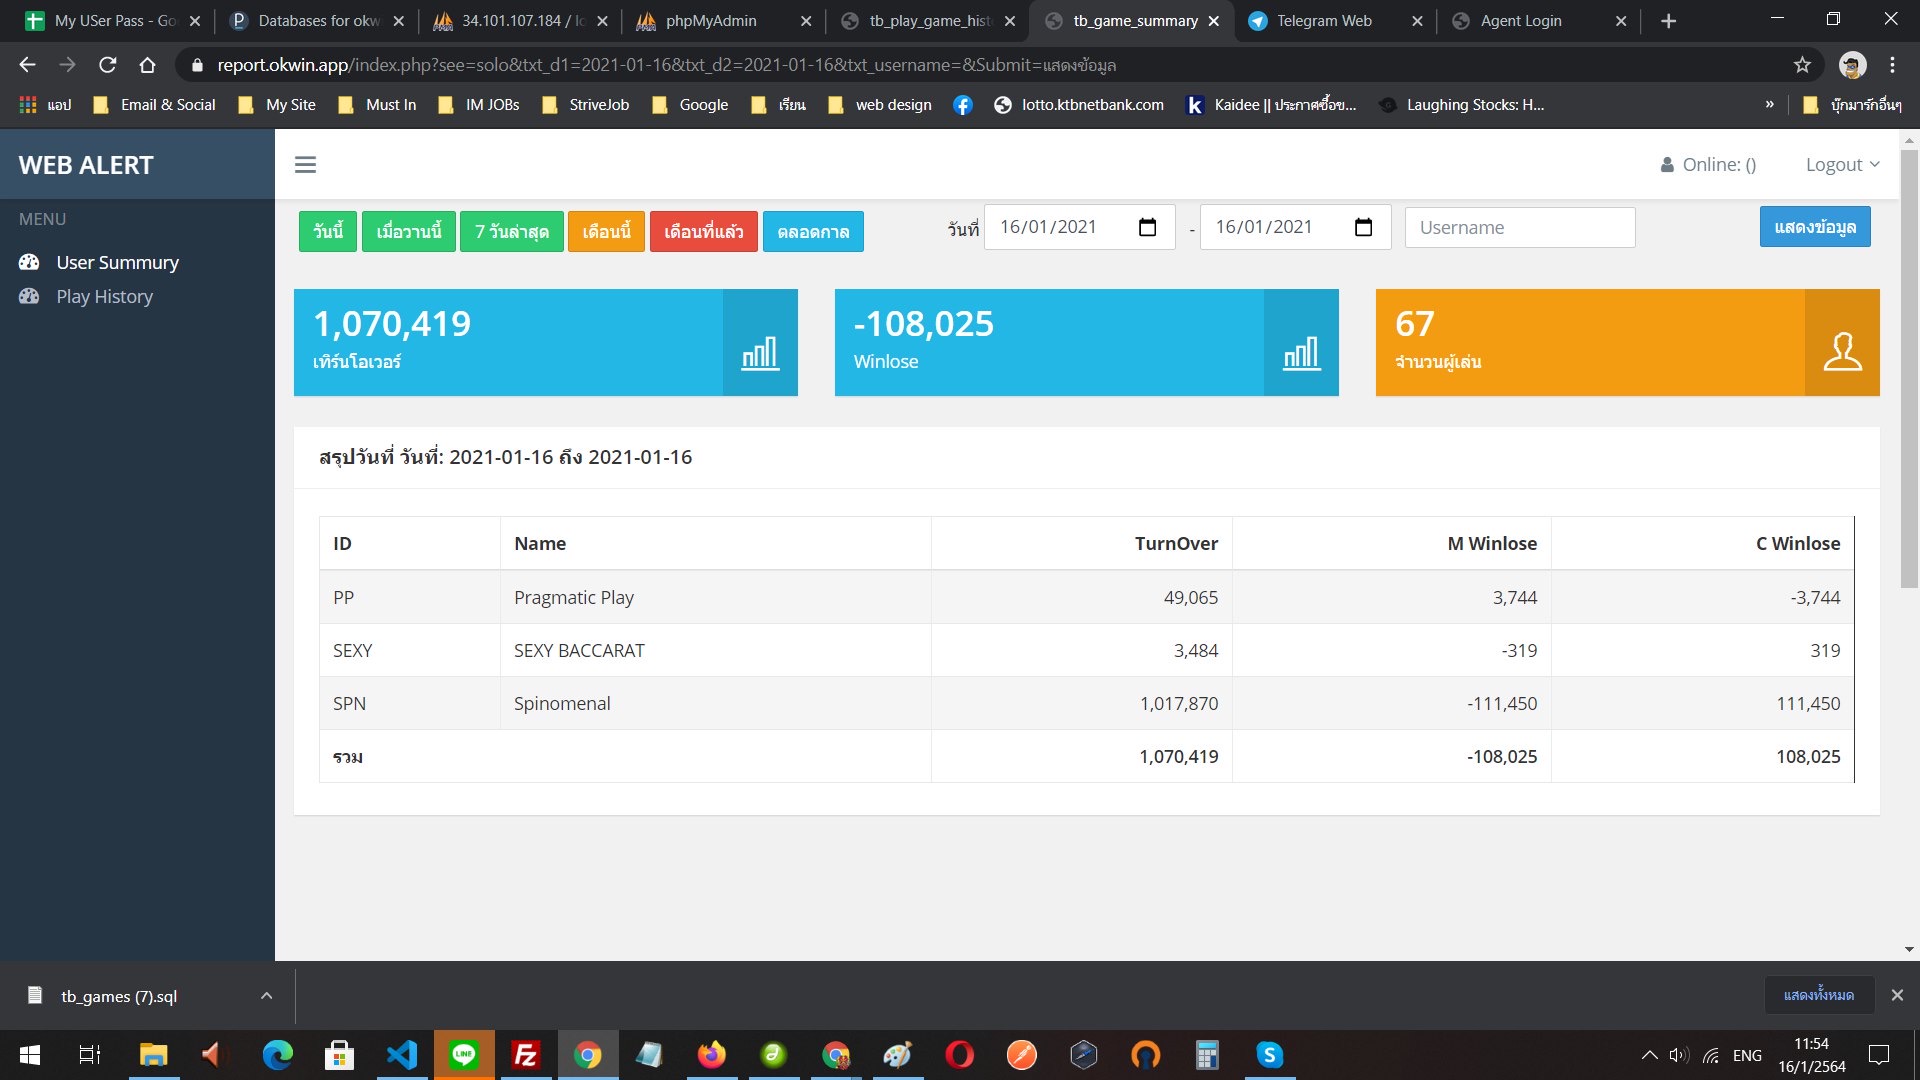 My USer Pass - Go
Databases for okw
34.101.107.184 / lo
phpMyAdmin
tb_play_game_hist
tb_game_summary
Telegram Web
Agent Login
report.okwin.app/index.php?see=solo&txt_d1=2021-01-16&txt_d2=2021-01-16&txt_username=&Submit=แสดงข้อมูล
แอป
Email & Social
My Site
Must In
IM JOBs
StriveJob
Google
เรียน
web design
lotto.ktbnetbank.com
Kaidee || ประกาศซื้อข...
Laughing Stocks: H...
»
บุ๊กมาร์กอื่นๆ
WEB ALERT
Online: ()
Logout
MENU
User Summury
Play History
วันนี้
เมื่อวานนี้
7 วันล่าสุด
เดือนนี้
เดือนที่แล้ว
ตลอดกาล
วันที่ 16/01/2021 - 16/01/2021
Username
แสดงข้อมูล
1,070,419
เทิร์นโอเวอร์
-108,025
Winlose
67
จำนวนผู้เล่น
สรุปวันที่ วันที่: 2021-01-16 ถึง 2021-01-16
ID Name TurnOver M Winlose C Winlose
PP Pragmatic Play 49,065 3,744 -3,744
SEXY SEXY BACCARAT 3,484 -319 319
SPN Spinomenal 1,017,870 -111,450 111,450
รวม 1,070,419 -108,025 108,025
tb_games (7).sql
แสดงทั้งหมด
LINE
ENG
11:54
16/1/2564